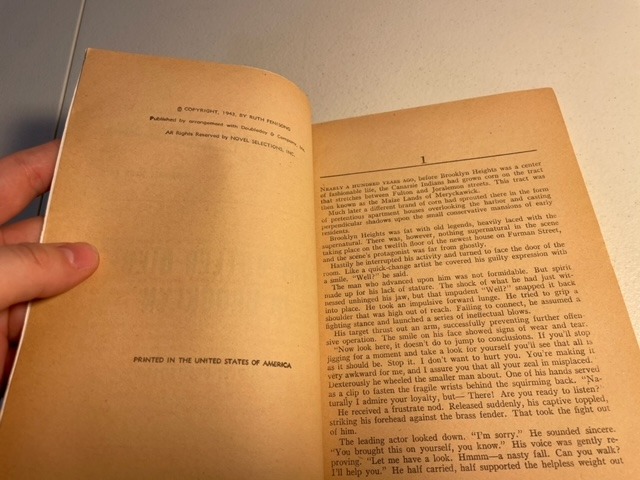 © COPYRIGHT, 1943, BY RUTH FENISONG
Published by arrangement with Doubleday & Company, Inc.
All Rights Reserved by NOVEL SELECTIONS, INC.
PRINTED IN THE UNITED STATES OF AMERICA
I
NEARLY A HUNDRED YEARS AGO, before Brooklyn Heights was a center
of fashionable life, the Canarsie Indians had grown corn on the tract
that stretches between Fulton and Joralemon streets. This tract was
then known as the Maize Lands of Meryckawick.
Much later a different brand of corn had sprouted there in the form
of pretentious apartment houses overlooking the harbor and casting
perpendicular shadows upon the small conservative mansions of early
residents.
Brooklyn Heights was fat with old legends, heavily laced with the
supernatural. There was, however, nothing supernatural in the scene
taking place on the twelfth floor of the newest house on Furman Street,
and the scene's protagonist was far from ghostly.
Hastily he interrupted his activity and turned to face the door of the
room. Like a quick-change artist he covered his guilty expression with
a smile. "Well?" he said.
The man who advanced upon him was not formidable. But spirit
made up for his lack of stature. The shock of what he had just wit-
nessed unhinged his jaw, but that impudent "Well?" snapped it back
into place. He took an impulsive forward lunge. He tried to grip a
shoulder that was high out of reach. Failing to connect, he assumed a
fighting stance and launched a series of ineffectual blows.
His target thrust out an arm, successfully preventing further offen-
sive operation. The smile on his face showed signs of wear and tear.
"Now look here, it doesn't do to jump to conclusions. If you'll stop
jigging for a moment and take a look for yourself you'll see that all is
as it should be. Stop it. I don't want to hurt you. You're making it
very awkward for me, and I assure you that all your zeal is misplaced."
Dexterously he wheeled the smaller man about. One of his hands served
as a clip to fasten the fragile wrists behind the squirming back. "Na-
turally I admire your loyalty, but— There! Are you ready to listen?"
He received a frustrate nod. Released suddenly, his captive toppled,
striking his forehead against the brass fender. That took the fight out
of him.
The leading actor looked down. "I'm sorry." He sounded sincere.
"You brought this on yourself, you know." His voice was gently re-
proving. "Let me have a look. Hmmm—a nasty fall. Can you walk?
I'll help you." He half carried, half supported the helpless weight out